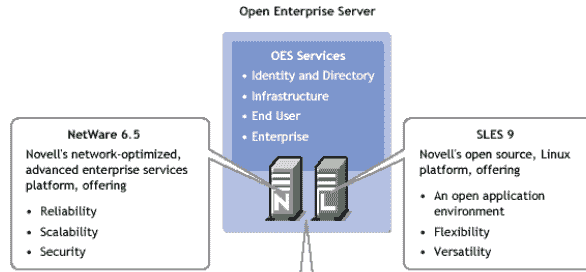 Open Enterprise Server
OES Services
• Identity and Directory
• Infrastructure
• End User
• Enterprise
NetWare 6.5
Novell's network-optimized,
advanced enterprise services
platform, offering
• Reliability
• Scalability
• Security
N
L
SLES 9
Novell's open source, Linux
platform, offering
• An open application
environment
• Flexibility
• Versatility